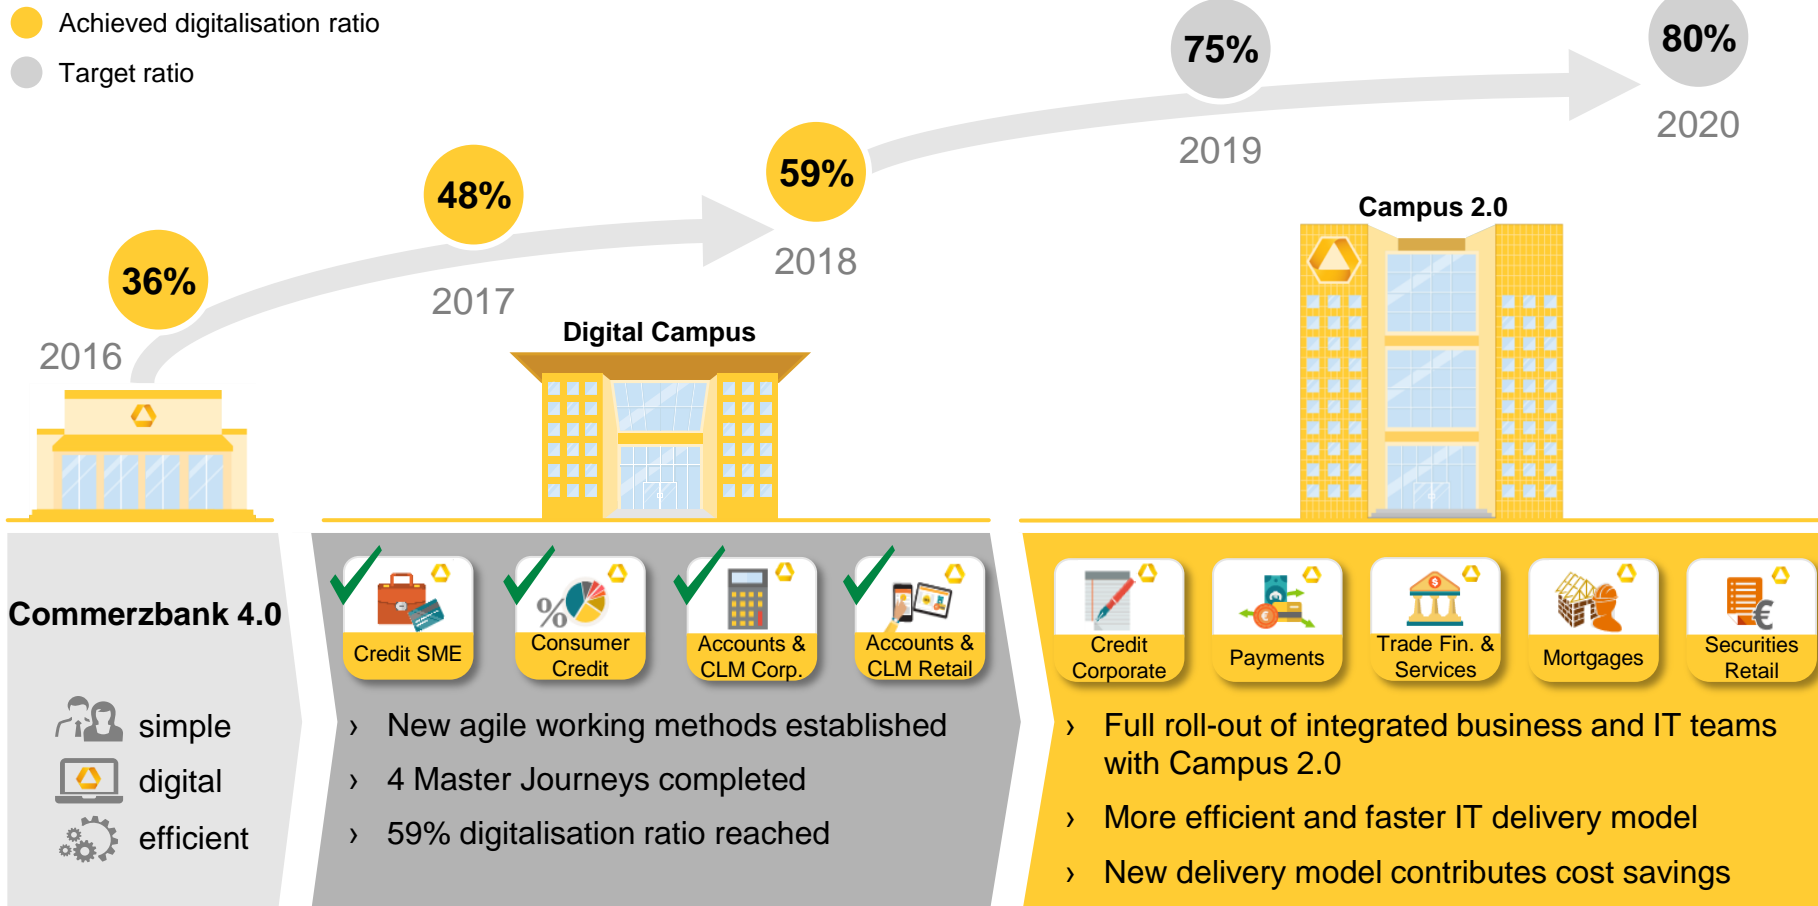 Achieved digitalisation ratio
Target ratio
36%
2016
48%
2017
59%
2018
75%
2019
80%
2020
Digital Campus
Campus 2.0
Commerzbank 4.0
simple
digital
efficient
Credit SME
%
Consumer
Credit
Accounts &
CLM Corp.
Accounts &
CLM Retail
› New agile working methods established
› 4 Master Journeys completed
› 59% digitalisation ratio reached
Credit
Corporate
€
Payments
$
Trade Fin. &
Services
Mortgages
€
Securities
Retail
› Full roll-out of integrated business and IT teams
with Campus 2.0
› More efficient and faster IT delivery model
› New delivery model contributes cost savings